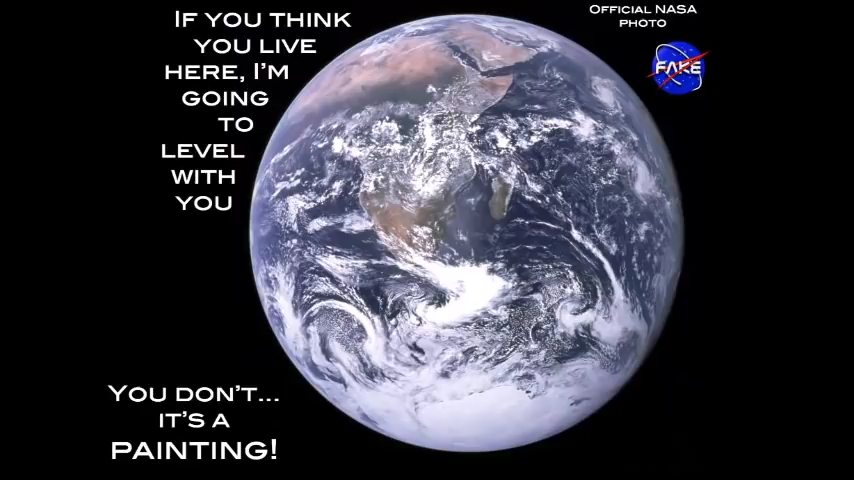 If you think
you live
here, I'm
going
to
level
with
you
Official NASA
photo
FAKE
You don't...
it's a
painting!